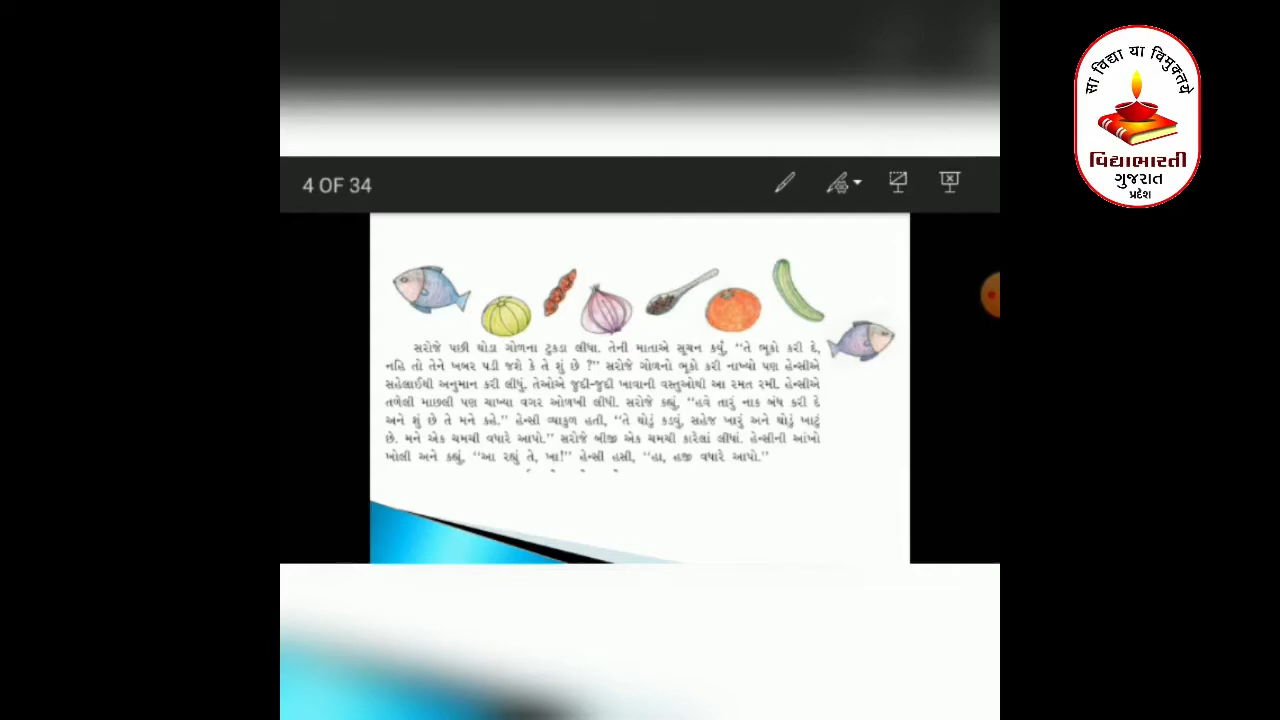 સા વિદ્યા યા વિમુક્તયે
વિદ્યાભારતી
ગુજરાત
પ્રદેશ
4 OF 34
સરોજે પછી થોડા ગોળના ટુકડા લીધા. તેની માતાએ સુચન કર્યું, “તે ભૂકો કરી દે,
નહિ તો તેને ખબર પડી જશે કે તે શું છે ?” સરોજે ગોળનો ભૂકો કરી નાખ્યો પણ હેન્સીએ
સહેલાઈથી અનુમાન કરી લીધું. તેઓએ જુદી-જુદી ખાવાની વસ્તુઓથી આ રમત રમી. હેન્સીએ
તળેલી માછલી પણ ચાખ્યા વગર ઓળખી લીધી. સરોજે કહ્યું, “હવે તારું નાક બંધ કરી દે
અને શું છે તે મને કહે.” હેન્સી વ્યાકુળ હતી, “તે થોડું કડવું, સહેજ ખારું અને થોડું ખાટું
છે. મને એક ચમચી વધારે આપો.” સરોજે બીજી એક ચમચી કારેલાં લીધાં. હેન્સીની આંખો
ખોલી અને કહ્યું, “આ રહ્યું તે, ખા!” હેન્સી હસી, “હા, હજી વધારે આપો.”